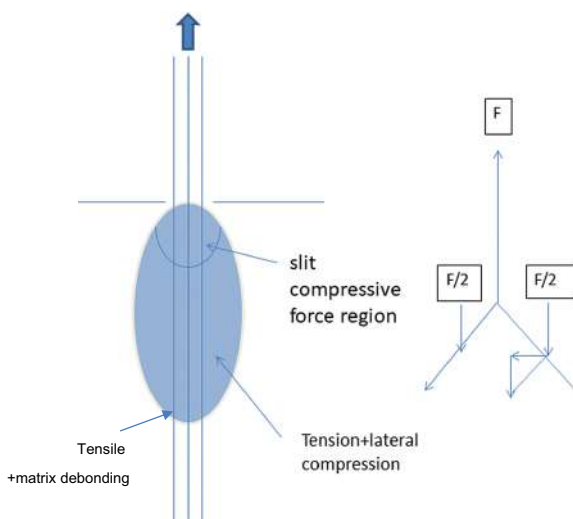 F
F/2
F/2
slit
compressive
force region
Tensile
+matrix debonding
Tension+lateral
compression